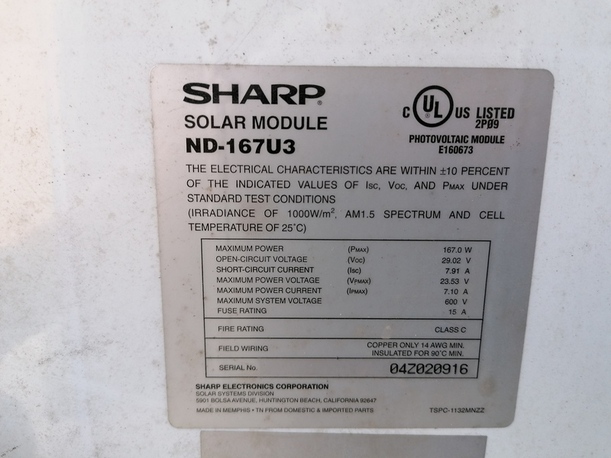 SHARP®
SOLAR MODULE
ND-167U3
C UL® US LISTED
2PØ9
PHOTOVOLTAIC MODULE
E160673
THE ELECTRICAL CHARACTERISTICS ARE WITHIN ±10 PERCENT
OF THE INDICATED VALUES OF Isc, Voc, AND PMAX UNDER
STANDARD TEST CONDITIONS
(IRRADIANCE OF 1000W/m², AM1.5 SPECTRUM AND CELL
TEMPERATURE OF 25°C)
MAXIMUM POWER (PMAX) 167.0 W
OPEN-CIRCUIT VOLTAGE (Voc) 29.02 V
SHORT-CIRCUIT CURRENT (Isc) 7.91 A
MAXIMUM POWER VOLTAGE (VPMAX) 23.53 V
MAXIMUM POWER CURRENT (IPMAX) 7.10 A
MAXIMUM SYSTEM VOLTAGE 600 V
FUSE RATING 15 A
FIRE RATING CLASS C
FIELD WIRING COPPER ONLY 14 AWG MIN.
INSULATED FOR 90°C MIN.
SERIAL No. 04Z020916
SHARP ELECTRONICS CORPORATION
SOLAR SYSTEMS DIVISION
5901 BOLSA AVENUE, HUNTINGTON BEACH, CALIFORNIA 92647
MADE IN MEMPHIS • TN FROM DOMESTIC & IMPORTED PARTS TSPC-1132MNZZ